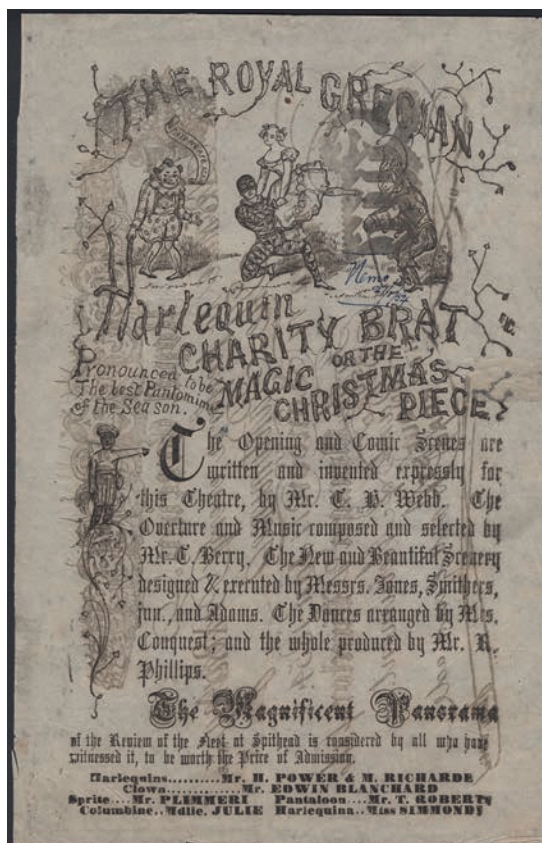 THE ROYAL GRECIAN.
Harlequin
CHARITY BRAT
OR THE
MAGIC
CHRISTMAS
PIECE
Pronounced to be
The best Pantomime
of the Season.
The Opening and Comic Scenes are
written and invented expressly for
this Theatre, by Mr. C. H. Webb. The
Overture and Music composed and selected by
Mr. T. Berry. The New and Beautiful Scenery
designed & executed by Messrs. Jones, Smithers,
jun., and Adams. The Dances arranged by Mrs.
Conquest; and the whole produced by Mr. R.
Phillips.
The Magnificent Panorama
of the Review of the Fleet at Spithead is considered by all who have
witnessed it, to be worth the Price of Admission.
Harlequins.........Mr. H. POWER & M. RICHARDE
Clown............Mr. EDWIN BLANCHARD
Sprite....Mr. PLIMMERI Pantaloon....Mr. T. ROBERTS
Columbine..Mdlle. JULIE Harlequina..Miss SIMMONDS